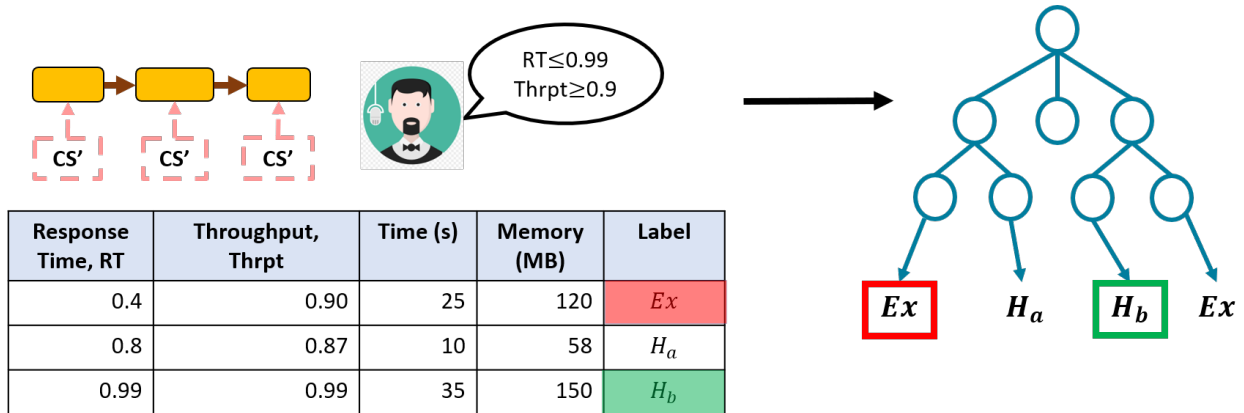 RT≤0.99
Thrpt≥0.9
CS’ CS’ CS’
Response Time, RT Throughput, Thrpt Time (s) Memory (MB) Label
0.4 0.90 25 120 Ex
0.8 0.87 10 58 Hₐ
0.99 0.99 35 150 H_b
Ex Hₐ H_b Ex